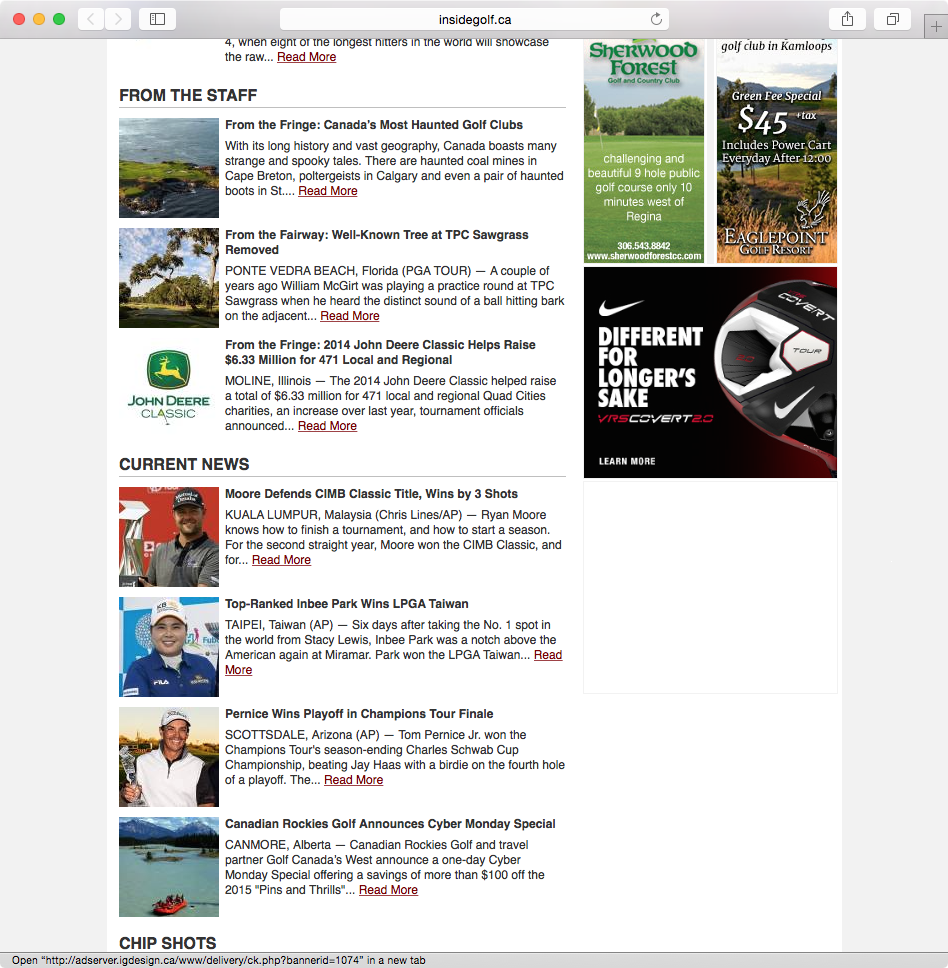 insidegolf.ca
4, when eight of the longest hitters in the world will showcase
the raw... Read More
FROM THE STAFF
From the Fringe: Canada's Most Haunted Golf Clubs
With its long history and vast geography, Canada boasts many
strange and spooky tales. There are haunted coal mines in
Cape Breton, poltergeists in Calgary and even a pair of haunted
boots in St.... Read More
From the Fairway: Well-Known Tree at TPC Sawgrass
Removed
PONTE VEDRA BEACH, Florida (PGA TOUR) — A couple of
years ago William McGirt was playing a practice round at TPC
Sawgrass when he heard the distinct sound of a ball hitting bark
on the adjacent... Read More
JOHN DEERE
CLASSIC
From the Fringe: 2014 John Deere Classic Helps Raise
$6.33 Million for 471 Local and Regional
MOLINE, Illinois — The 2014 John Deere Classic helped raise
a total of $6.33 million for 471 local and regional Quad Cities
charities, an increase over last year, tournament officials
announced... Read More
CURRENT NEWS
Moore Defends CIMB Classic Title, Wins by 3 Shots
KUALA LUMPUR, Malaysia (Chris Lines/AP) — Ryan Moore
knows how to finish a tournament, and how to start a season.
For the second straight year, Moore won the CIMB Classic, and
for... Read More
KB
FILA
Top-Ranked Inbee Park Wins LPGA Taiwan
TAIPEI, Taiwan (AP) — Six days after taking the No. 1 spot in
the world from Stacy Lewis, Inbee Park was a notch above the
American again at Miramar. Park won the LPGA Taiwan... Read
More
Pernice Wins Playoff in Champions Tour Finale
SCOTTSDALE, Arizona (AP) — Tom Pernice Jr. won the
Champions Tour's season-ending Charles Schwab Cup
Championship, beating Jay Haas with a birdie on the fourth hole
of a playoff. The... Read More
Canadian Rockies Golf Announces Cyber Monday Special
CANMORE, Alberta — Canadian Rockies Golf and travel
partner Golf Canada's West announce a one-day Cyber
Monday Special offering a savings of more than $100 off the
2015 "Pins and Thrills"... Read More
CHIP SHOTS
SHERWOOD
FOREST
Golf and Country Club
challenging and
beautiful 9 hole public
golf course only 10
minutes west of
Regina
306.543.8842
www.sherwoodforestcc.com
golf club in Kamloops
Green Fee Special
$45 +tax
Includes Power Cart
Everyday After 12:00
EAGLEPOINT
GOLF RESORT
DIFFERENT
FOR
LONGER'S
SAKE
VRS COVERT 2.0
LEARN MORE
VRS
COVERT
TOUR
Open "http://adserver.igdesign.ca/www/delivery/ck.php?bannerid=1074" in a new tab